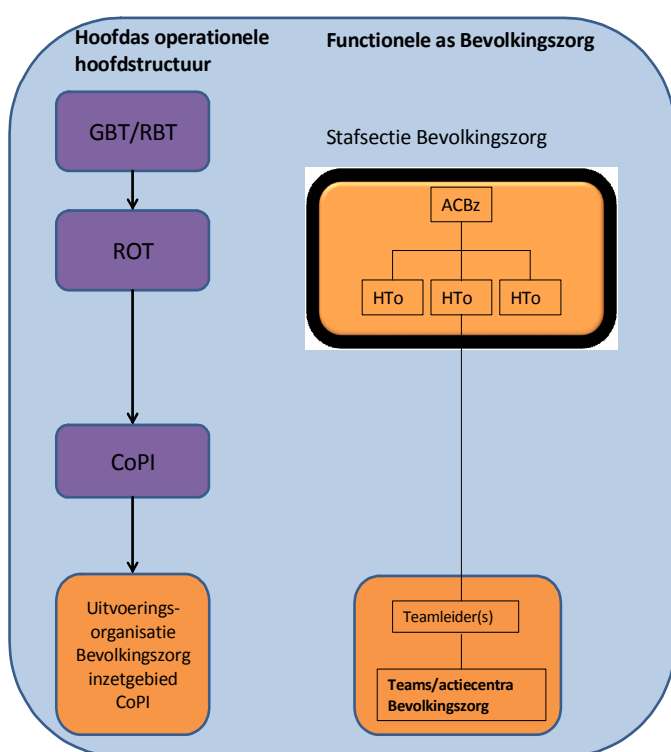 Hoofdas operationele
hoofdstructuur
GBT/RBT
ROT
CoPI
Uitvoerings-
organisatie
Bevolkingszorg
inzetgebied
CoPI
Functionele as Bevolkingszorg
Stafsectie Bevolkingszorg
ACBz
HTo
HTo
HTo
Teamleider(s)
Teams/actiecentra
Bevolkingszorg